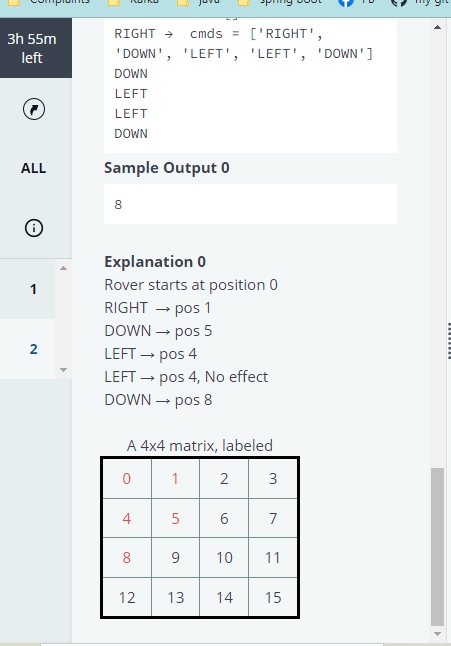 Complaints Kafka java spring boot FB my git
3h 55m
left
ALL
1
2
RIGHT → cmds = ['RIGHT',
'DOWN', 'LEFT', 'LEFT', 'DOWN']
DOWN
LEFT
LEFT
DOWN
Sample Output 0
8
Explanation 0
Rover starts at position 0
RIGHT → pos 1
DOWN → pos 5
LEFT → pos 4
LEFT → pos 4, No effect
DOWN → pos 8
A 4x4 matrix, labeled
0 1 2 3
4 5 6 7
8 9 10 11
12 13 14 15